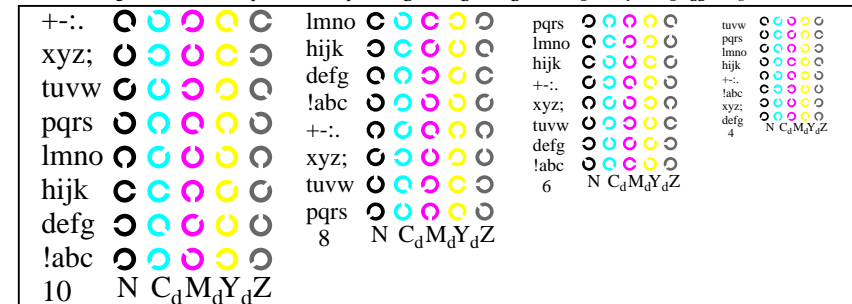 +-:.
xyz;
tuvw
pqrs
lmno
hijk
defg
!abc
10 N CdMdYdZ
lmno
hijk
defg
!abc
+-:.
xyz;
tuvw
pqrs
8 N CdMdYdZ
pqrs
lmno
hijk
+-:.
xyz;
tuvw
defg
!abc
6 N CdMdYdZ
tuvw
pqrs
lmno
hijk
+-:.
!abc
xyz;
defg
4 N CdMdYdZ